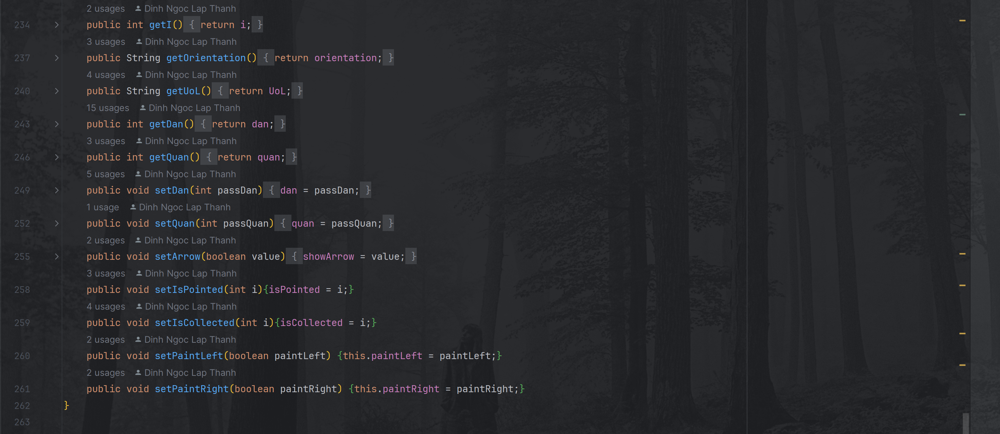 2 usages Dinh Ngoc Lap Thanh
234 public int getI() { return i; }
3 usages Dinh Ngoc Lap Thanh
237 public String getOrientation() { return orientation; }
4 usages Dinh Ngoc Lap Thanh
240 public String getUoL() { return UoL; }
15 usages Dinh Ngoc Lap Thanh
243 public int getDan() { return dan; }
3 usages Dinh Ngoc Lap Thanh
246 public int getQuan() { return quan; }
5 usages Dinh Ngoc Lap Thanh
249 public void setDan(int passDan) { dan = passDan; }
1 usage Dinh Ngoc Lap Thanh
252 public void setQuan(int passQuan) { quan = passQuan; }
2 usages Dinh Ngoc Lap Thanh
255 public void setArrow(boolean value) { showArrow = value; }
3 usages Dinh Ngoc Lap Thanh
258 public void setIsPointed(int i){isPointed = i;}
4 usages Dinh Ngoc Lap Thanh
259 public void setIsCollected(int i){isCollected = i;}
2 usages Dinh Ngoc Lap Thanh
260 public void setPaintLeft(boolean paintLeft) {this.paintLeft = paintLeft;}
2 usages Dinh Ngoc Lap Thanh
261 public void setPaintRight(boolean paintRight) {this.paintRight = paintRight;}
262 }
263